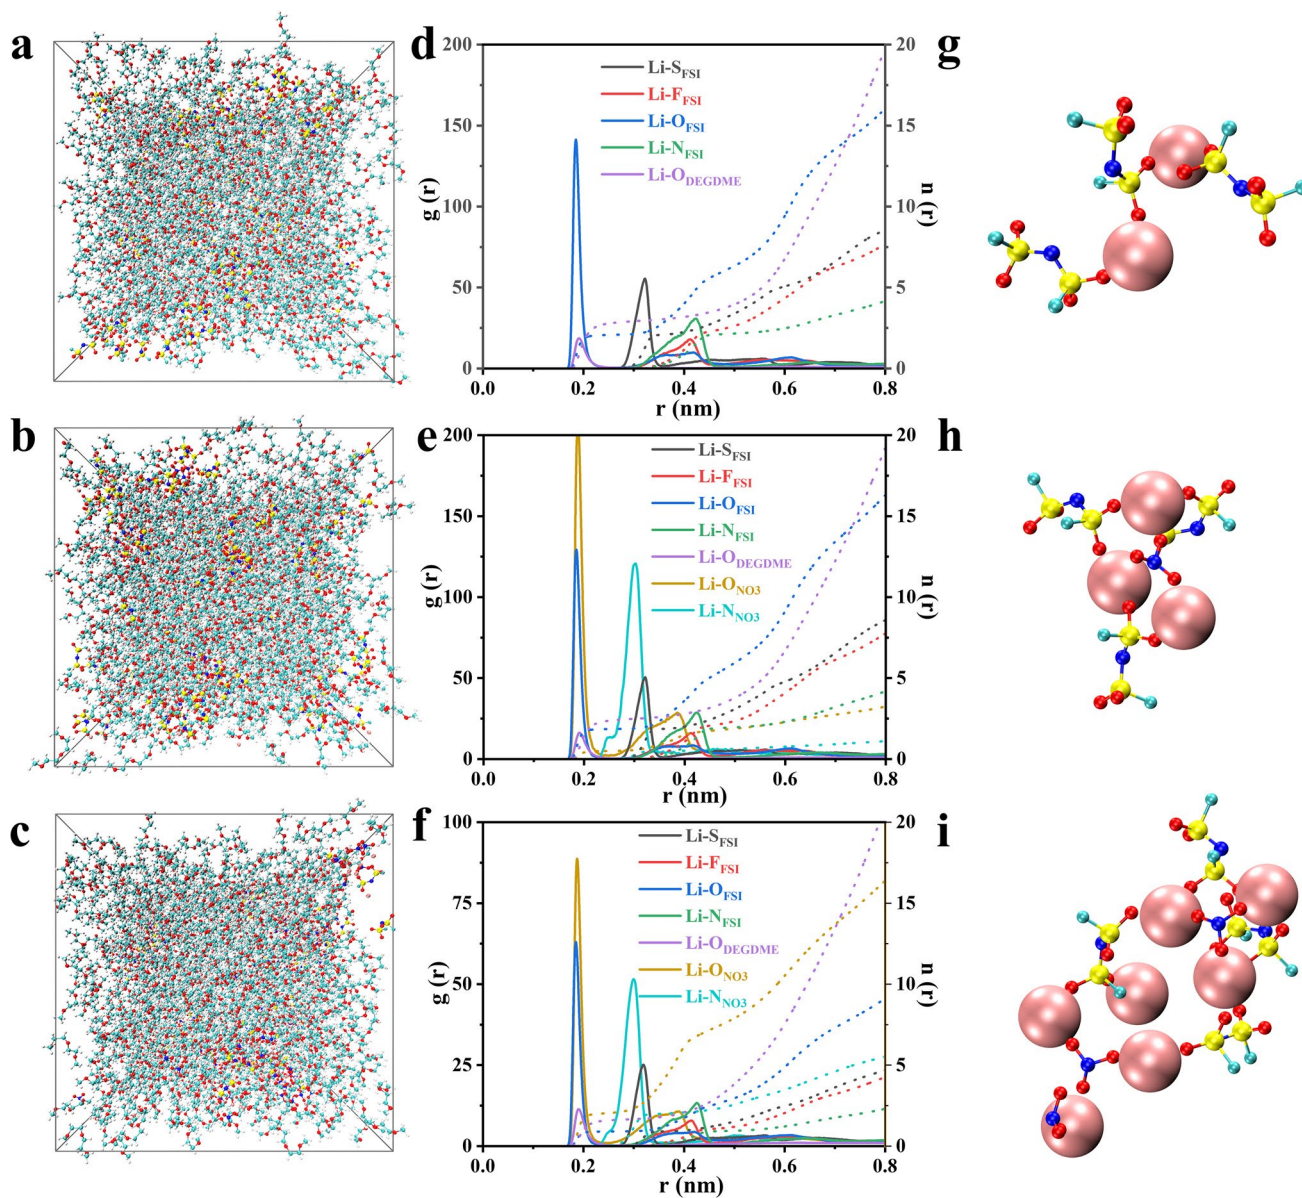 a
d
g
200
150
100
50
0
20
15
10
5
0
0.0 0.2 0.4 0.6 0.8
g (r)
n (r)
r (nm)
Li-S_FSI
Li-F_FSI
Li-O_FSI
Li-N_FSI
Li-O_DEGDME
b
e
h
200
150
100
50
0
20
15
10
5
0
0.0 0.2 0.4 0.6 0.8
g (r)
n (r)
r (nm)
Li-S_FSI
Li-F_FSI
Li-O_FSI
Li-N_FSI
Li-O_DEGDME
Li-O_NO3
Li-N_NO3
c
f
i
100
75
50
25
0
20
15
10
5
0
0.0 0.2 0.4 0.6 0.8
g (r)
n (r)
r (nm)
Li-S_FSI
Li-F_FSI
Li-O_FSI
Li-N_FSI
Li-O_DEGDME
Li-O_NO3
Li-N_NO3